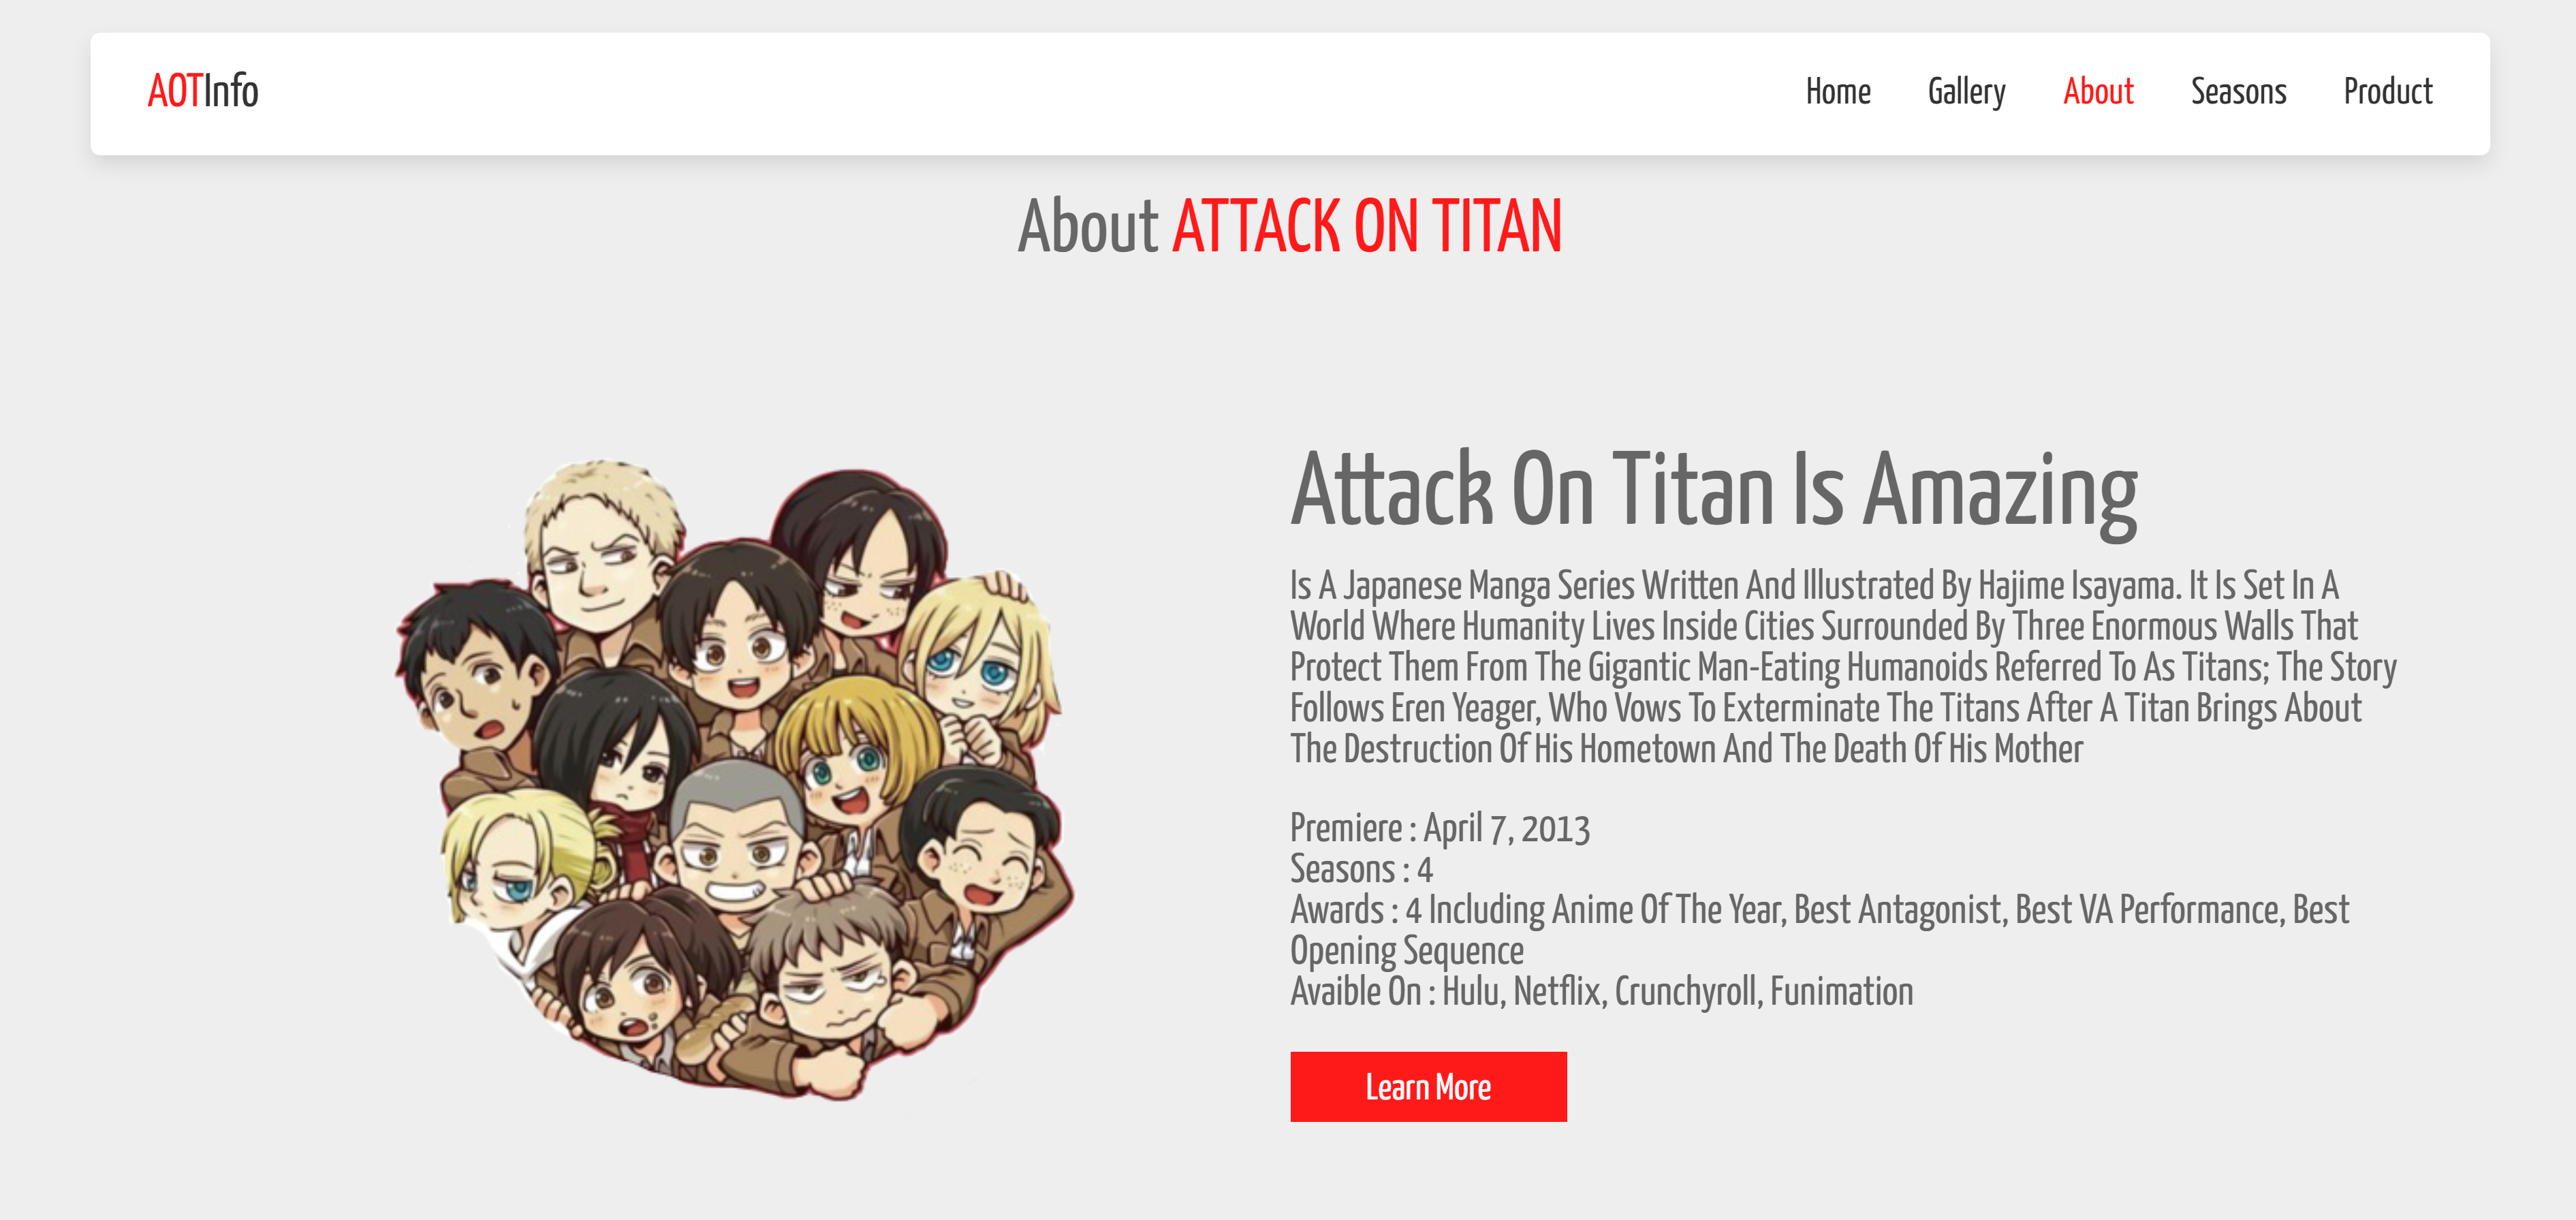 AOTInfo
Home Gallery About Seasons Product
About ATTACK ON TITAN
Attack On Titan Is Amazing
Is A Japanese Manga Series Written And Illustrated By Hajime Isayama. It Is Set In A
World Where Humanity Lives Inside Cities Surrounded By Three Enormous Walls That
Protect Them From The Gigantic Man-Eating Humanoids Referred To As Titans; The Story
Follows Eren Yeager, Who Vows To Exterminate The Titans After A Titan Brings About
The Destruction Of His Hometown And The Death Of His Mother
Premiere : April 7, 2013
Seasons : 4
Awards : 4 Including Anime Of The Year, Best Antagonist, Best VA Performance, Best
Opening Sequence
Avaible On : Hulu, Netflix, Crunchyroll, Funimation
Learn More